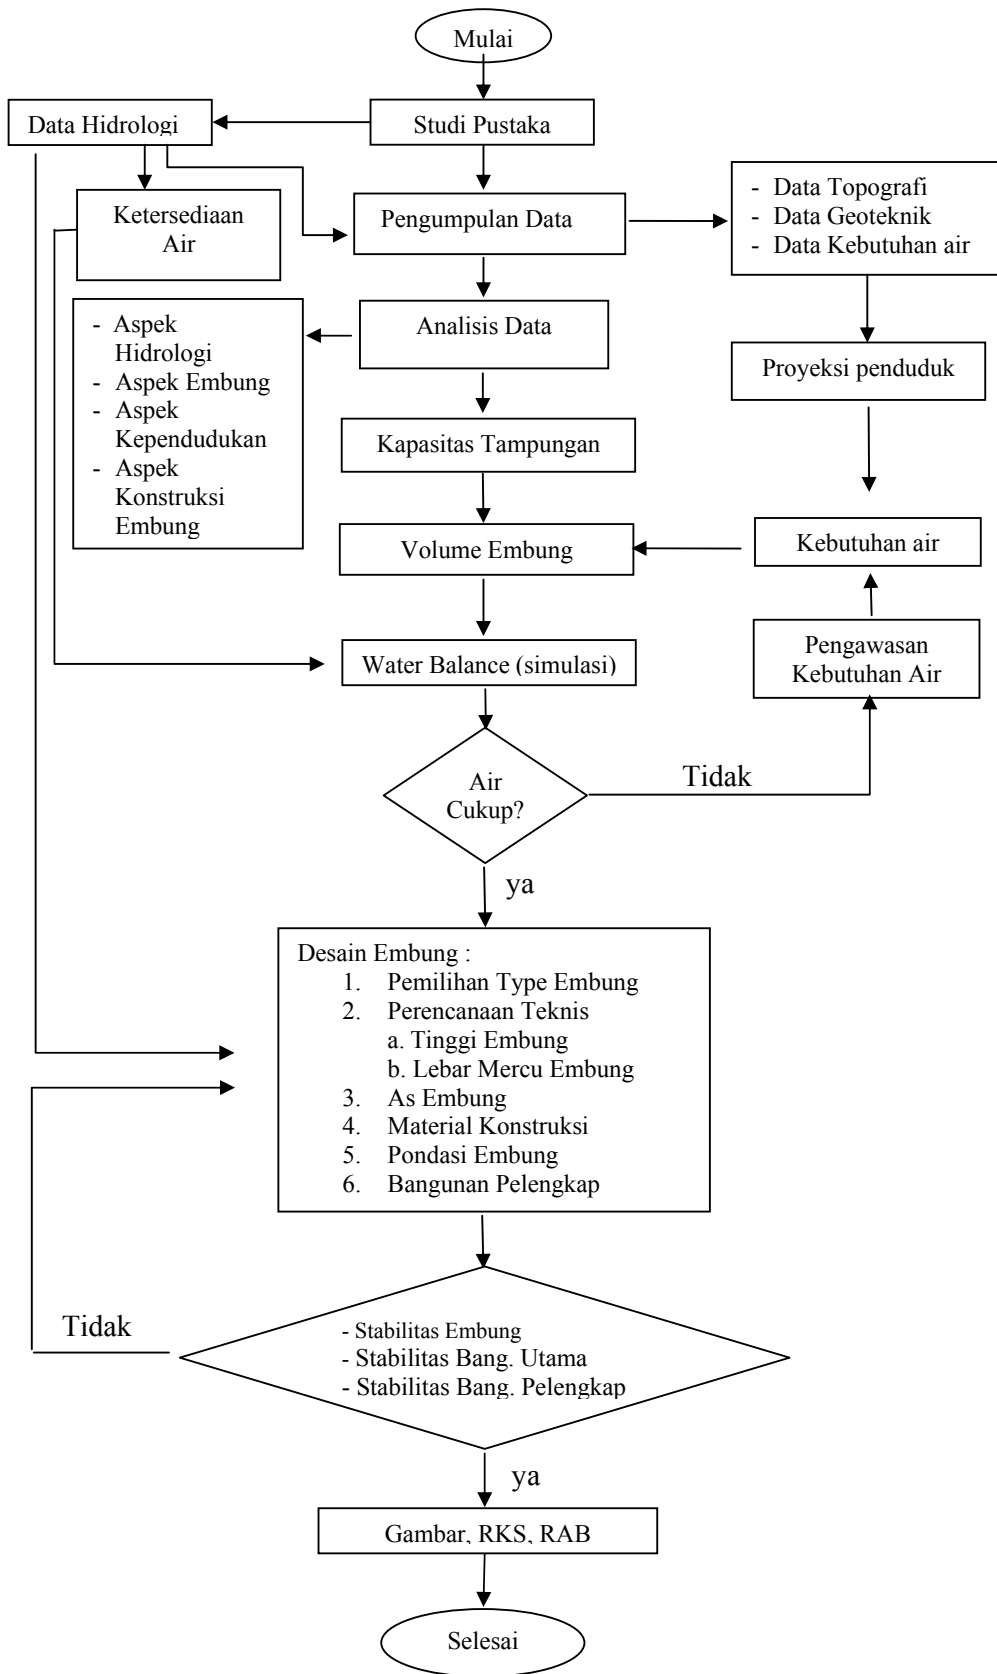 Mulai
Data Hidrologi
Studi Pustaka
Ketersediaan
Air
Pengumpulan Data
- Data Topografi
- Data Geoteknik
- Data Kebutuhan air
- Aspek
Hidrologi
- Aspek Embung
- Aspek
Kependudukan
- Aspek
Konstruksi
Embung
Analisis Data
Proyeksi penduduk
Kapasitas Tampungan
Volume Embung
Kebutuhan air
Water Balance (simulasi)
Pengawasan
Kebutuhan Air
Air
Cukup?
Tidak
ya
Desain Embung :
1. Pemilihan Type Embung
2. Perencanaan Teknis
a. Tinggi Embung
b. Lebar Mercu Embung
3. As Embung
4. Material Konstruksi
5. Pondasi Embung
6. Bangunan Pelengkap
Tidak
- Stabilitas Embung
- Stabilitas Bang. Utama
- Stabilitas Bang. Pelengkap
ya
Gambar, RKS, RAB
Selesai